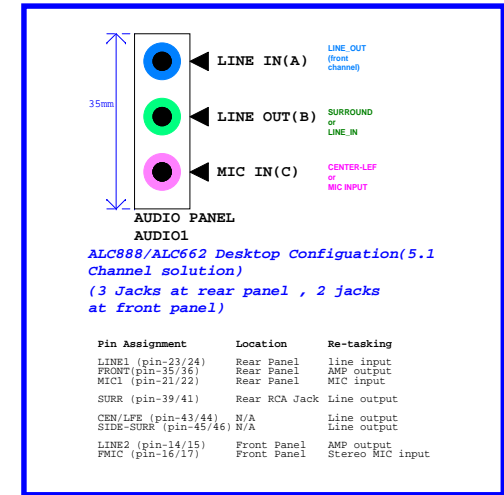 LINE IN(A)
LINE_OUT
(front
channel)
35mm
LINE OUT(B)
SURROUND
or
LINE_IN
MIC IN(C)
CENTER-LEF
or
MIC INPUT
AUDIO PANEL
AUDIO1
ALC888/ALC662 Desktop Configuation(5.1
Channel solution)
(3 Jacks at rear panel , 2 jacks
at front panel)
Pin Assignment Location Re-tasking
LINE1 (pin-23/24) Rear Panel line input
FRONT(pin-35/36) Rear Panel AMP output
MIC1 (pin-21/22) Rear Panel MIC input
SURR (pin-39/41) Rear RCA Jack Line output
CEN/LFE (pin-43/44) N/A Line output
SIDE-SURR (pin-45/46) N/A Line output
LINE2 (pin-14/15) Front Panel AMP output
FMIC (pin-16/17) Front Panel Stereo MIC input